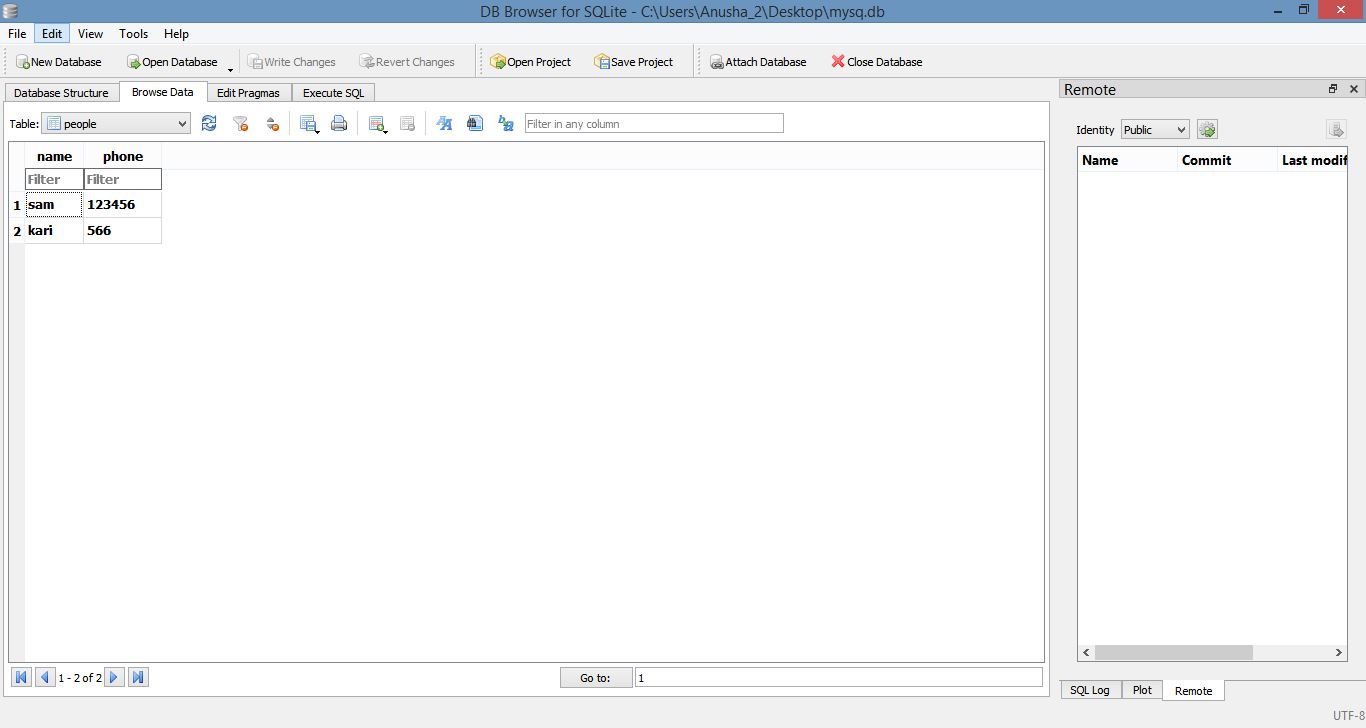 DB Browser for SQLite - C:\Users\Anusha_2\Desktop\mysq.db
File Edit View Tools Help
New Database Open Database Write Changes Revert Changes Open Project Save Project Attach Database Close Database
Database Structure Browse Data Edit Pragmas Execute SQL
Table: people Filter in any column
name phone
Filter Filter
1 sam 123456
2 kari 566
1 - 2 of 2 Go to: 1
Remote
Identity Public
Name Commit Last modif
SQL Log Plot Remote
UTF-8